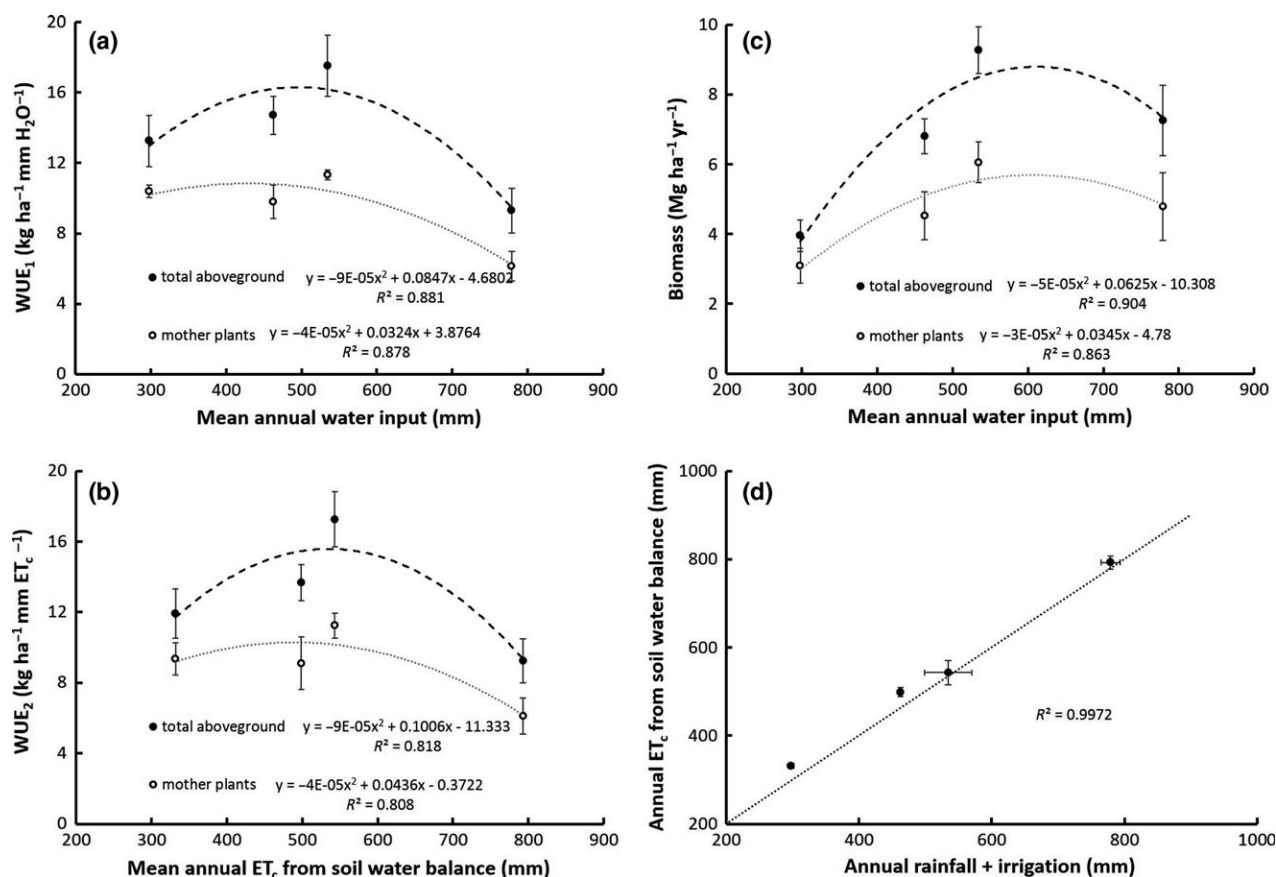 (a)
20
16
12
8
4
0
WUE₁ (kg ha⁻¹ mm H₂O⁻¹)
total aboveground y = −9E-05x² + 0.0847x - 4.6802
R² = 0.881
mother plants y = −4E-05x² + 0.0324x + 3.8764
R² = 0.878
200 300 400 500 600 700 800 900
Mean annual water input (mm)
(c)
10
8
6
4
2
0
Biomass (Mg ha⁻¹ yr⁻¹)
total aboveground y = −5E-05x² + 0.0625x - 10.308
R² = 0.904
mother plants y = −3E-05x² + 0.0345x - 4.78
R² = 0.863
200 300 400 500 600 700 800 900
Mean annual water input (mm)
(b)
20
16
12
8
4
0
WUE₂ (kg ha⁻¹ mm ETc ⁻¹)
total aboveground y = −9E-05x² + 0.1006x - 11.333
R² = 0.818
mother plants y = −4E-05x² + 0.0436x - 0.3722
R² = 0.808
200 300 400 500 600 700 800 900
Mean annual ETc from soil water balance (mm)
(d)
1000
800
600
400
200
Annual ETc from soil water balance (mm)
R² = 0.9972
200 400 600 800 1000
Annual rainfall + irrigation (mm)